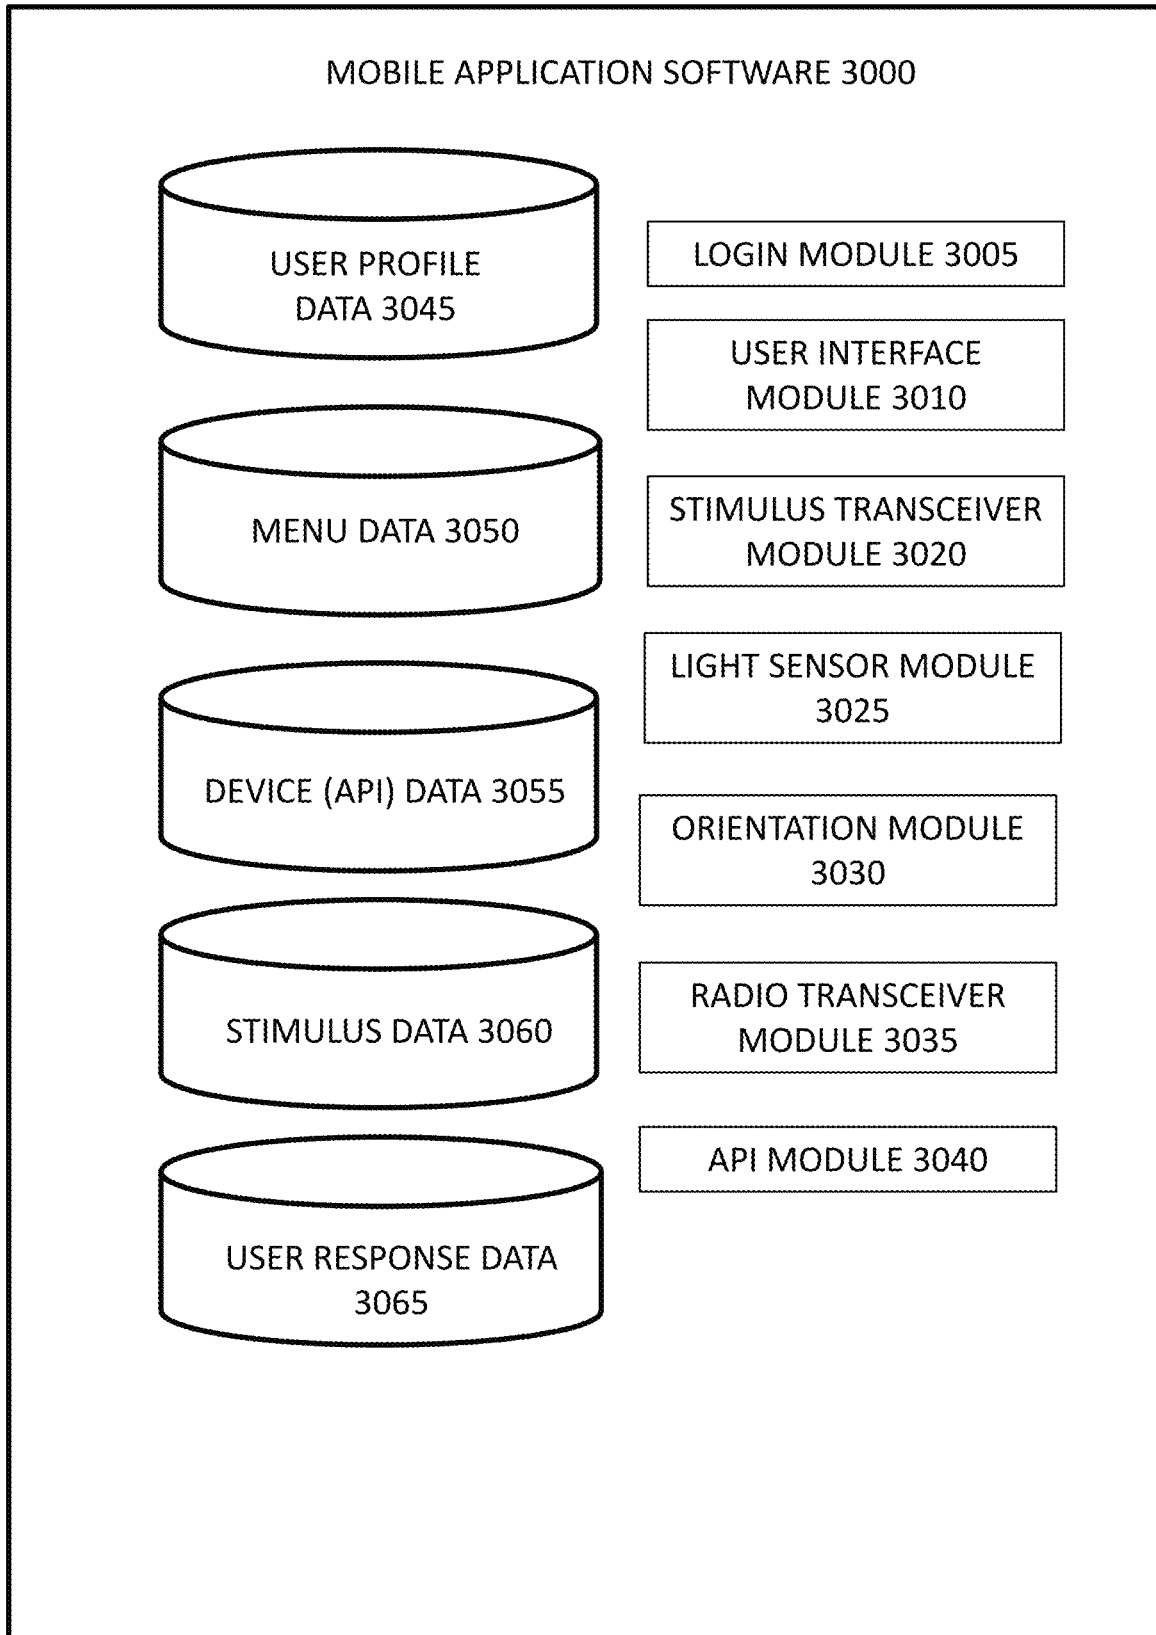 MOBILE APPLICATION SOFTWARE 3000
USER PROFILE
DATA 3045
MENU DATA 3050
DEVICE (API) DATA 3055
STIMULUS DATA 3060
USER RESPONSE DATA
3065
LOGIN MODULE 3005
USER INTERFACE
MODULE 3010
STIMULUS TRANSCEIVER
MODULE 3020
LIGHT SENSOR MODULE
3025
ORIENTATION MODULE
3030
RADIO TRANSCEIVER
MODULE 3035
API MODULE 3040